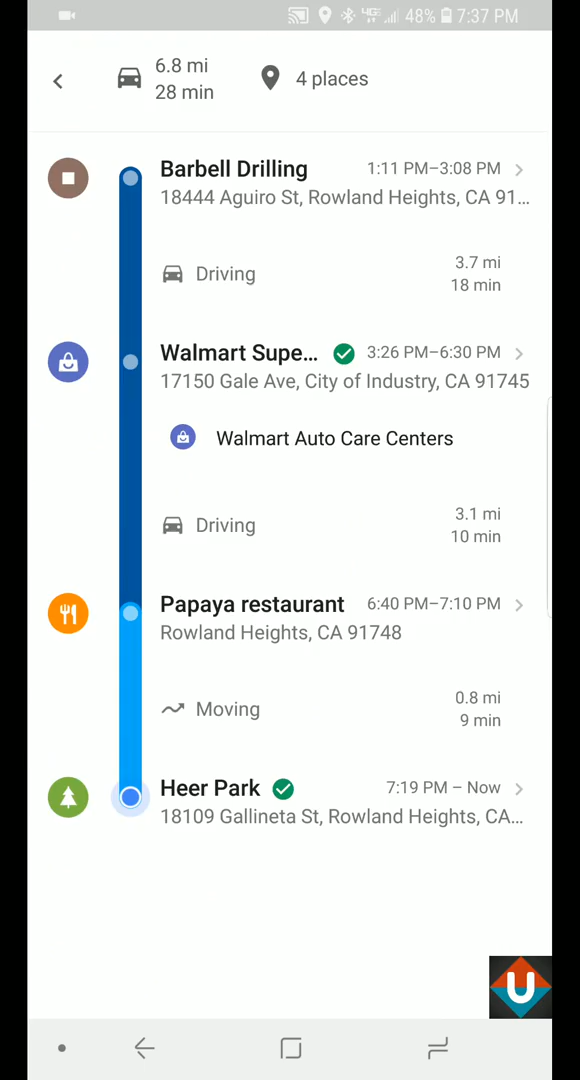 4GE 48% 7:37 PM
6.8 mi
28 min
4 places
Barbell Drilling 1:11 PM–3:08 PM
18444 Aguiro St, Rowland Heights, CA 91...
Driving 3.7 mi
18 min
Walmart Supe... 3:26 PM–6:30 PM
17150 Gale Ave, City of Industry, CA 91745
Walmart Auto Care Centers
Driving 3.1 mi
10 min
Papaya restaurant 6:40 PM–7:10 PM
Rowland Heights, CA 91748
Moving 0.8 mi
9 min
Heer Park 7:19 PM – Now
18109 Gallineta St, Rowland Heights, CA...
U